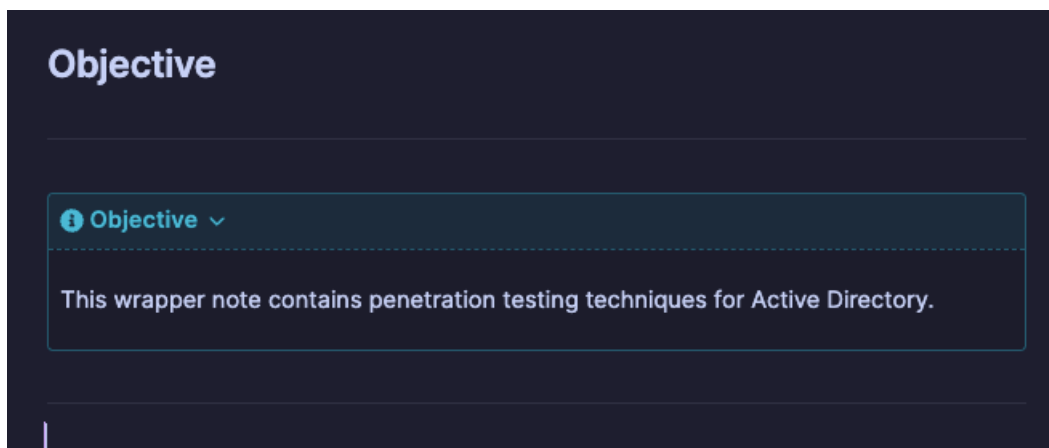 Objective
Objective
This wrapper note contains penetration testing techniques for Active Directory.